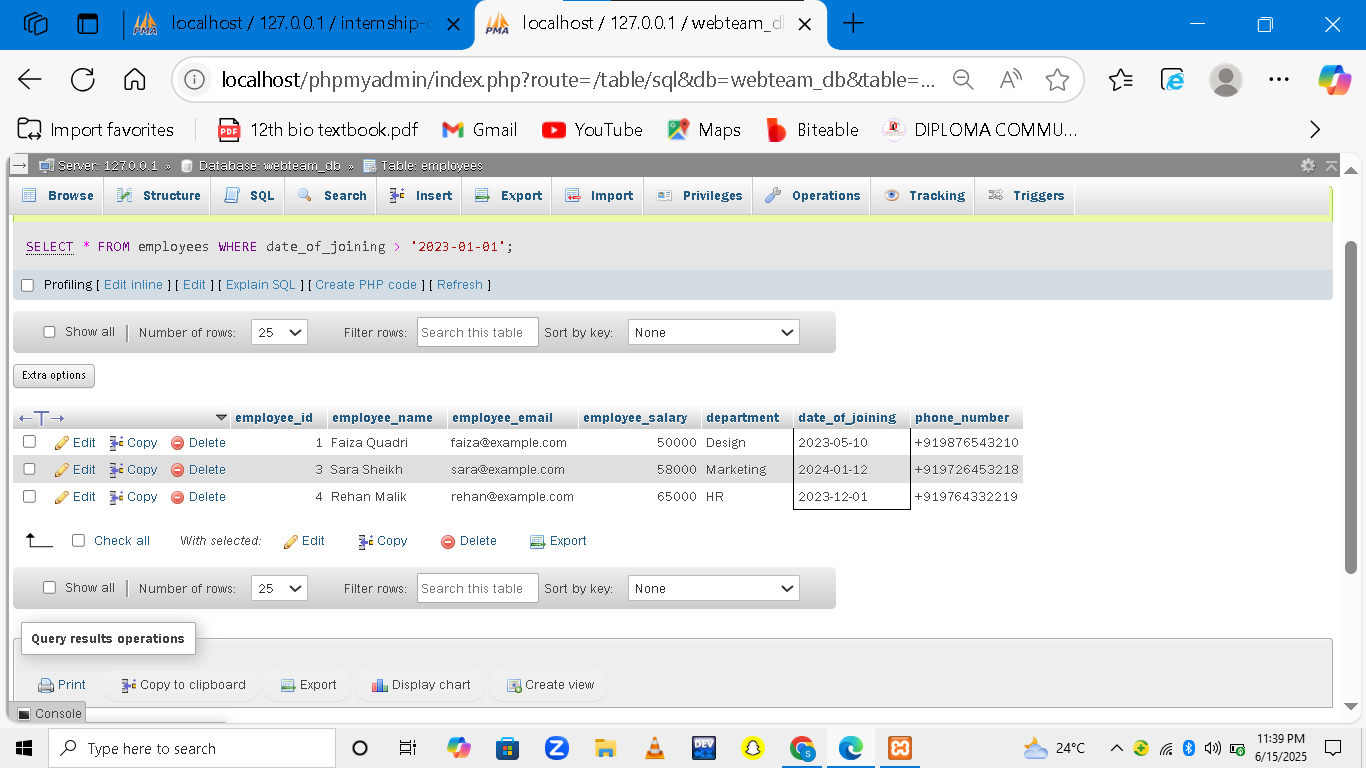 localhost / 127.0.0.1 / internship-
localhost / 127.0.0.1 / webteam_d
localhost/phpmyadmin/index.php?route=/table/sql&db=webteam_db&table=...
Import favorites
PDF
12th bio textbook.pdf
Gmail
YouTube
Maps
Biteable
DIPLOMA COMMU...
Server: 127.0.0.1 » Database: webteam_db » Table: employees
Browse Structure SQL Search Insert Export Import Privileges Operations Tracking Triggers
SELECT * FROM employees WHERE date_of_joining > '2023-01-01';
Profiling [ Edit inline ] [ Edit ] [ Explain SQL ] [ Create PHP code ] [ Refresh ]
Show all Number of rows: 25 Filter rows: Search this table Sort by key: None
Extra options
employee_id employee_name employee_email employee_salary department date_of_joining phone_number
Edit Copy Delete 1 Faiza Quadri faiza@example.com 50000 Design 2023-05-10 +919876543210
Edit Copy Delete 3 Sara Sheikh sara@example.com 58000 Marketing 2024-01-12 +919726453218
Edit Copy Delete 4 Rehan Malik rehan@example.com 65000 HR 2023-12-01 +919764332219
Check all With selected: Edit Copy Delete Export
Show all Number of rows: 25 Filter rows: Search this table Sort by key: None
Query results operations
Print Copy to clipboard Export Display chart Create view
Console
Type here to search
DEV
24°C
11:39 PM
6/15/2025